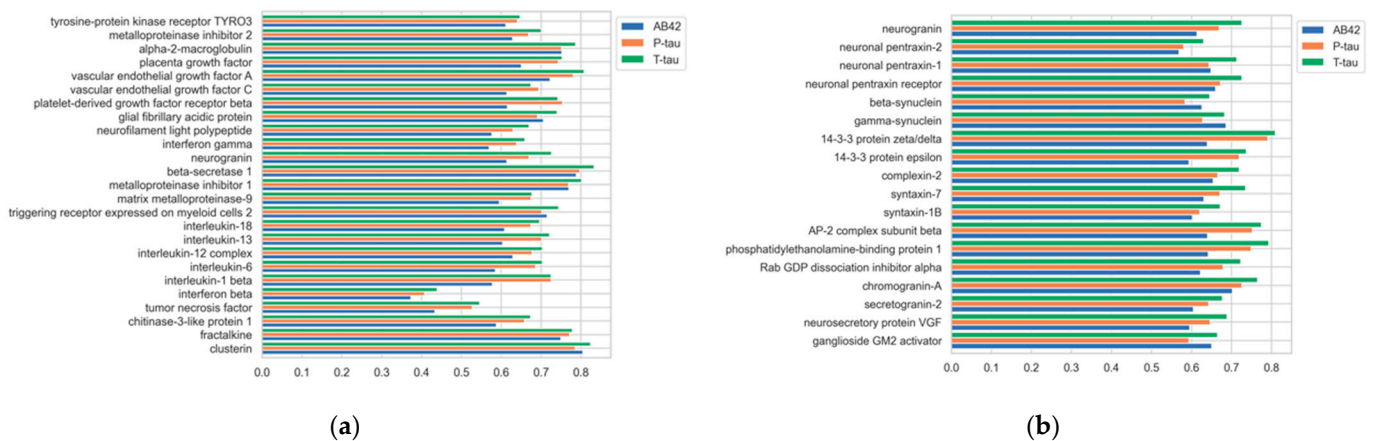 tyrosine-protein kinase receptor TYRO3
metalloproteinase inhibitor 2
alpha-2-macroglobulin
placenta growth factor
vascular endothelial growth factor A
vascular endothelial growth factor C
platelet-derived growth factor receptor beta
glial fibrillary acidic protein
neurofilament light polypeptide
interferon gamma
neurogranin
beta-secretase 1
metalloproteinase inhibitor 1
matrix metalloproteinase-9
triggering receptor expressed on myeloid cells 2
interleukin-18
interleukin-13
interleukin-12 complex
interleukin-6
interleukin-1 beta
interferon beta
tumor necrosis factor
chitinase-3-like protein 1
fractalkine
clusterin
0.0 0.1 0.2 0.3 0.4 0.5 0.6 0.7 0.8
AB42
P-tau
T-tau
(a)
neurogranin
neuronal pentraxin-2
neuronal pentraxin-1
neuronal pentraxin receptor
beta-synuclein
gamma-synuclein
14-3-3 protein zeta/delta
14-3-3 protein epsilon
complexin-2
syntaxin-7
syntaxin-1B
AP-2 complex subunit beta
phosphatidylethanolamine-binding protein 1
Rab GDP dissociation inhibitor alpha
chromogranin-A
secretogranin-2
neurosecretory protein VGF
ganglioside GM2 activator
0.0 0.1 0.2 0.3 0.4 0.5 0.6 0.7 0.8
AB42
P-tau
T-tau
(b)